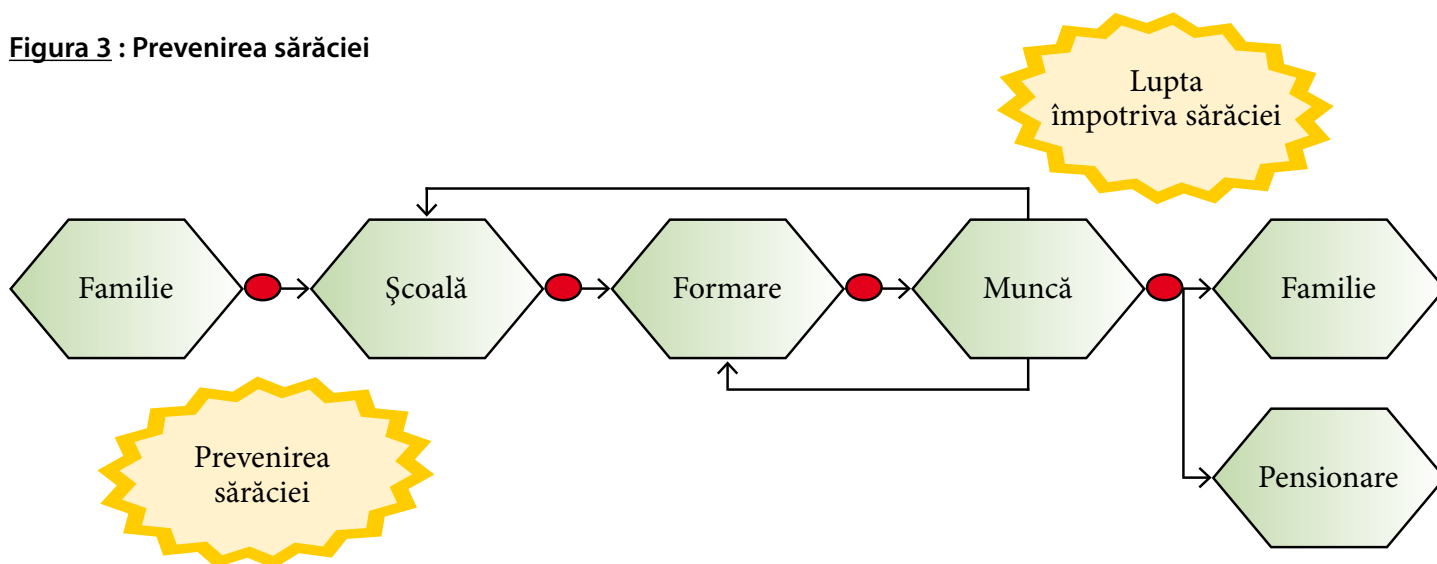 Figura 3 : Prevenirea sărăciei
Lupta
împotriva sărăciei
Familie
Şcoală
Formare
Muncă
Familie
Prevenirea
sărăciei
Pensionare